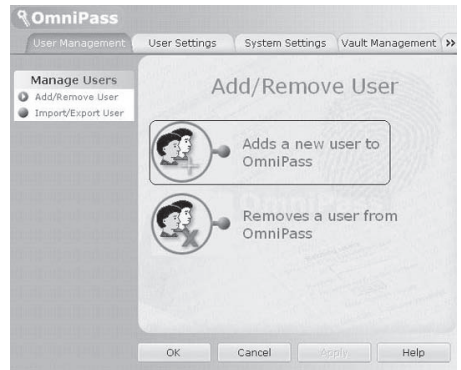 OmniPass
User Management User Settings System Settings Vault Management »
Manage Users
Add/Remove User
Import/Export User
Add/Remove User
Adds a new user to
OmniPass
Removes a user from
OmniPass
OmniPass
OK Cancel Apply Help